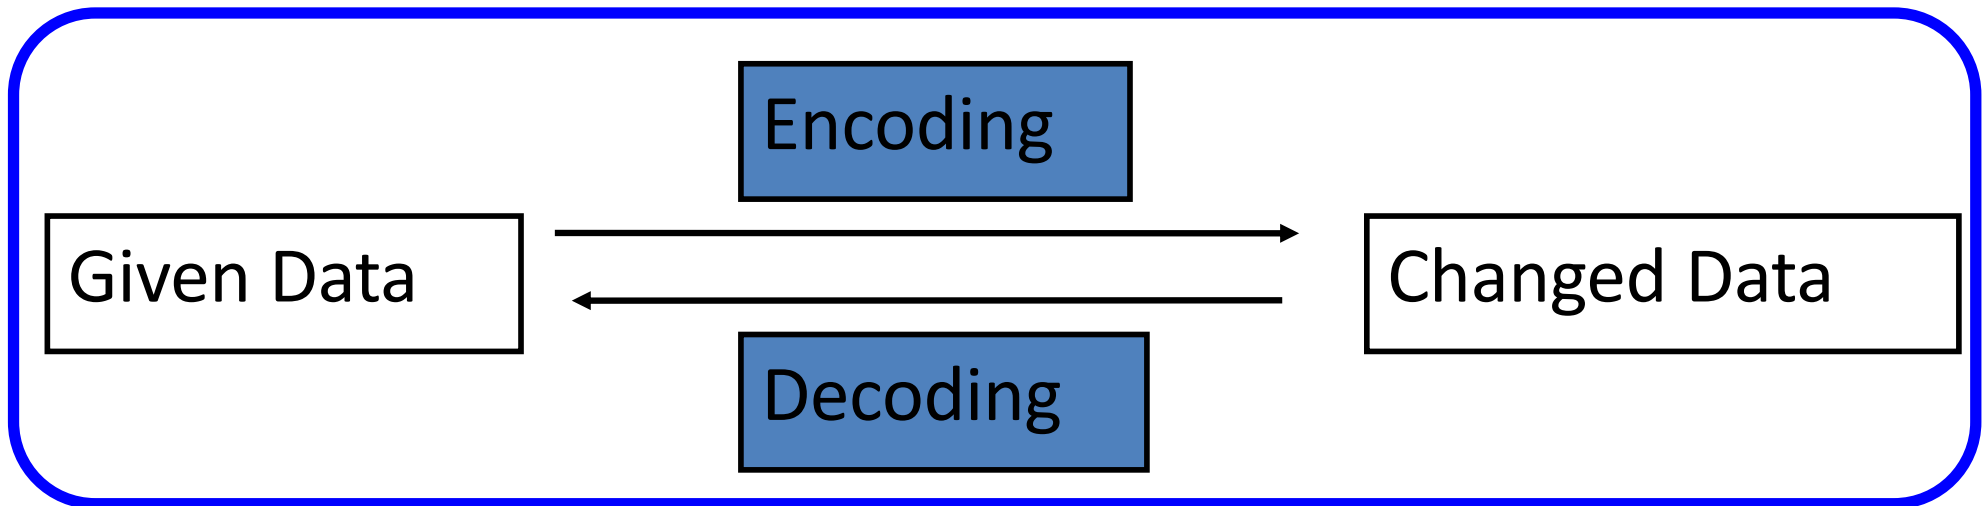 Encoding
Given Data
Changed Data
Decoding